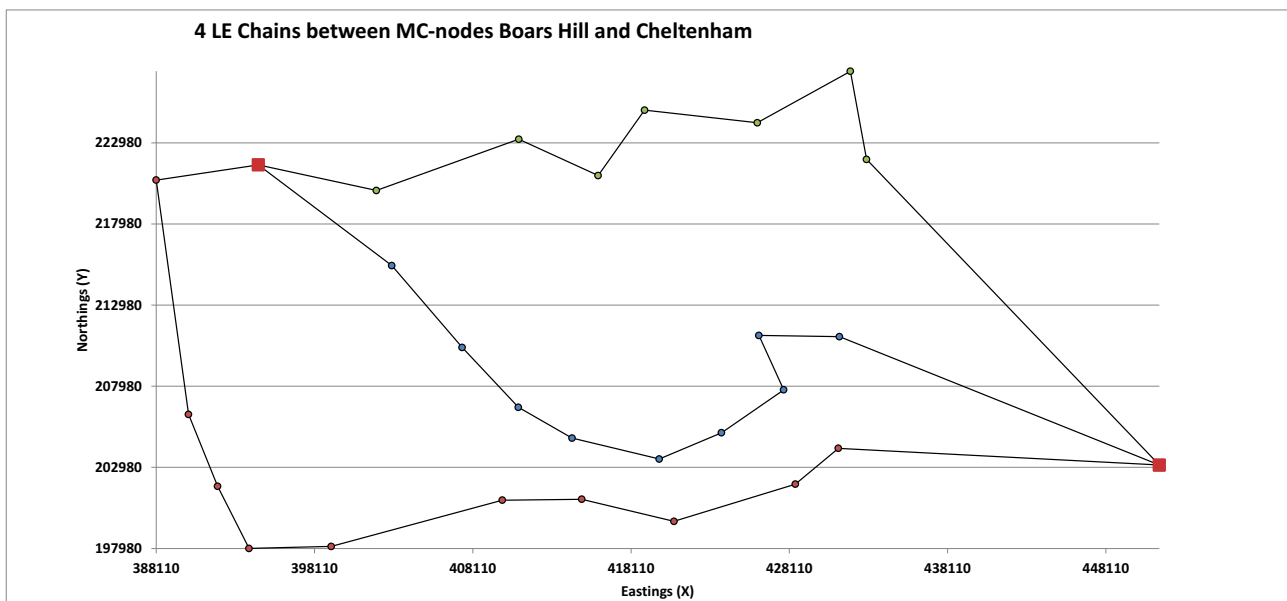 4 LE Chains between MC-nodes Boars Hill and Cheltenham
222980
217980
212980
207980
202980
197980
Northings (Y)
388110 398110 408110 418110 428110 438110 448110
Eastings (X)